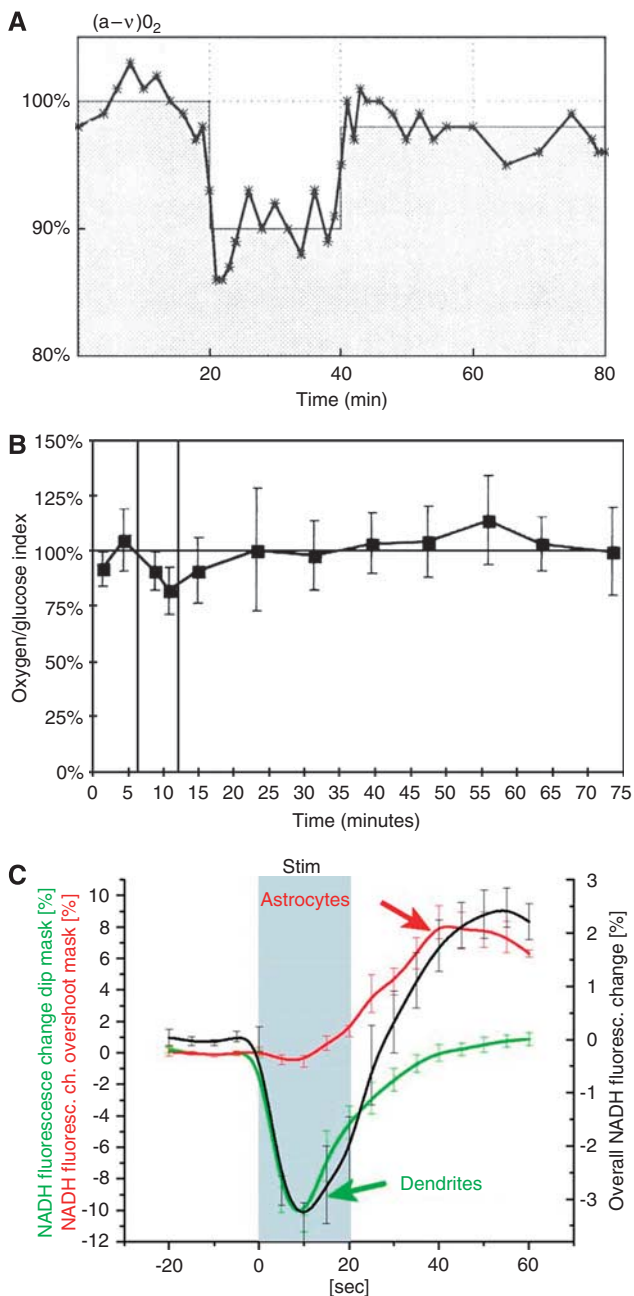 A
(a−ν)0₂
100%
90%
80%
20 40 60 80
Time (min)
B
150%
125%
100%
75%
50%
25%
0%
Oxygen/glucose index
0 5 10 15 20 25 30 35 40 45 50 55 60 65 70 75
Time (minutes)
C
Stim
Astrocytes
Dendrites
NADH fluorescesce change dip mask [%]
NADH fluoresc. ch. overshoot mask [%]
10
8
6
4
2
0
-2
-4
-6
-8
-10
-12
3
2
1
0
-1
-2
-3
Overall NADH fluoresc. change [%]
-20 0 20 40 60
[sec]